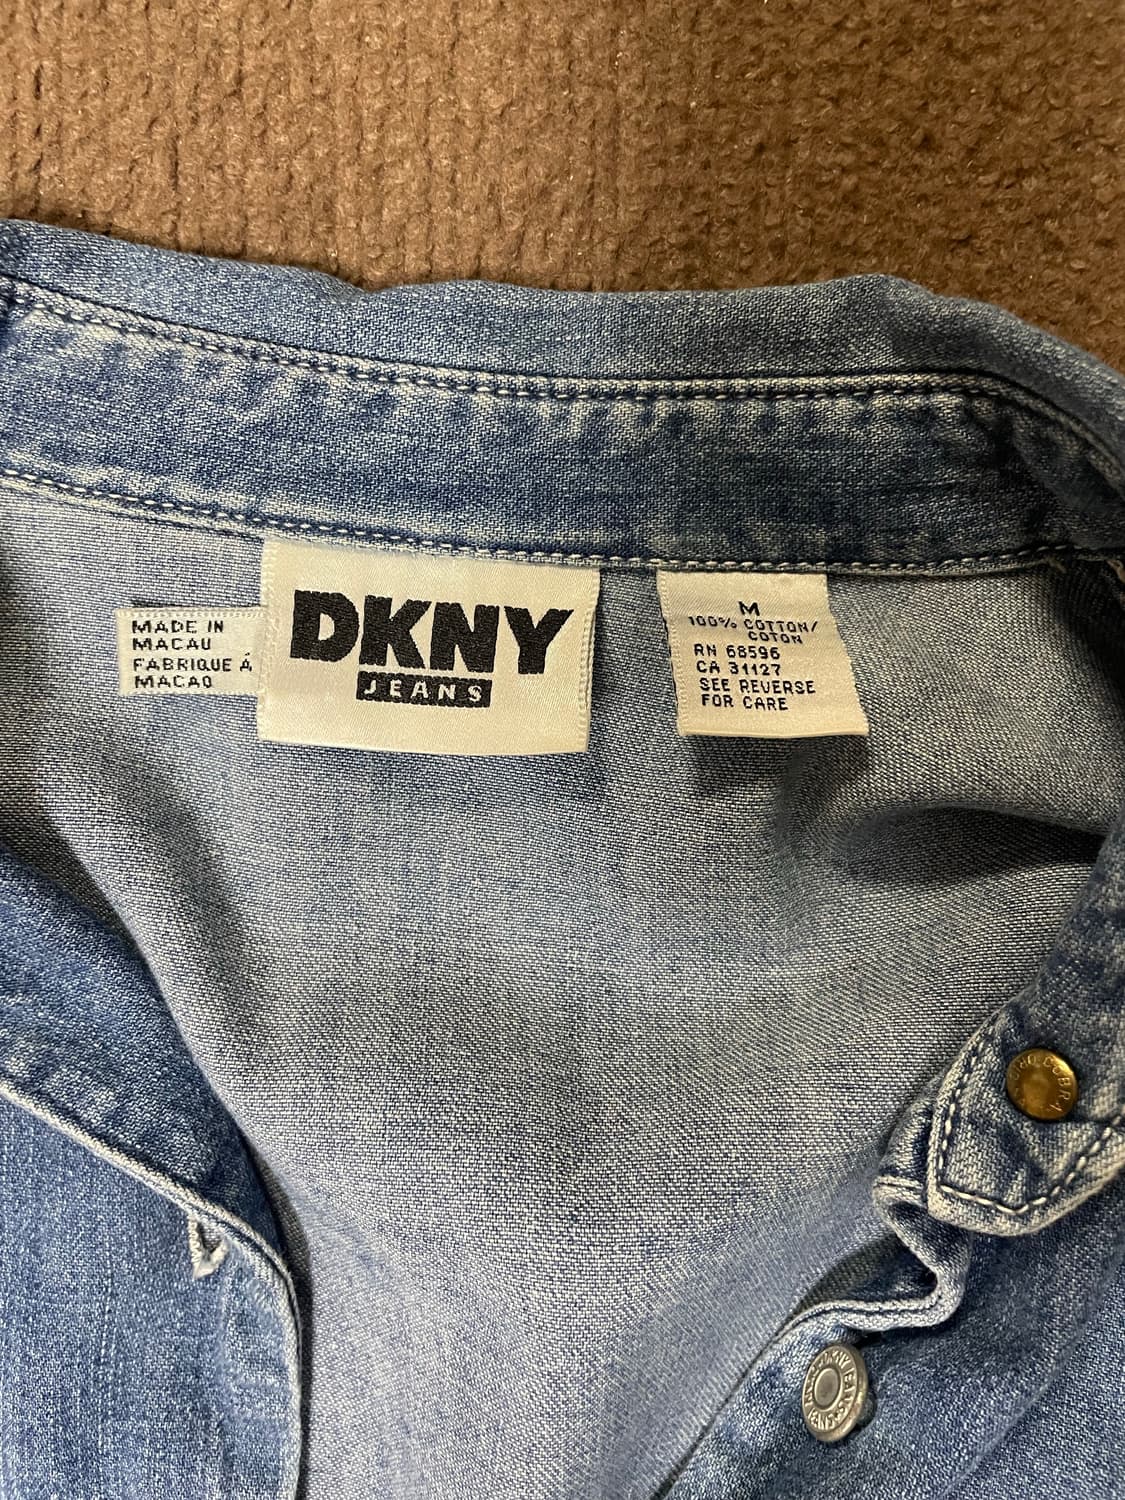 MADE IN
MACAU
FABRIQUE Á
MACAO
DKNY
JEANS
M
100% COTTON/
COTON
RN 68596
CA 31127
SEE REVERSE
FOR CARE